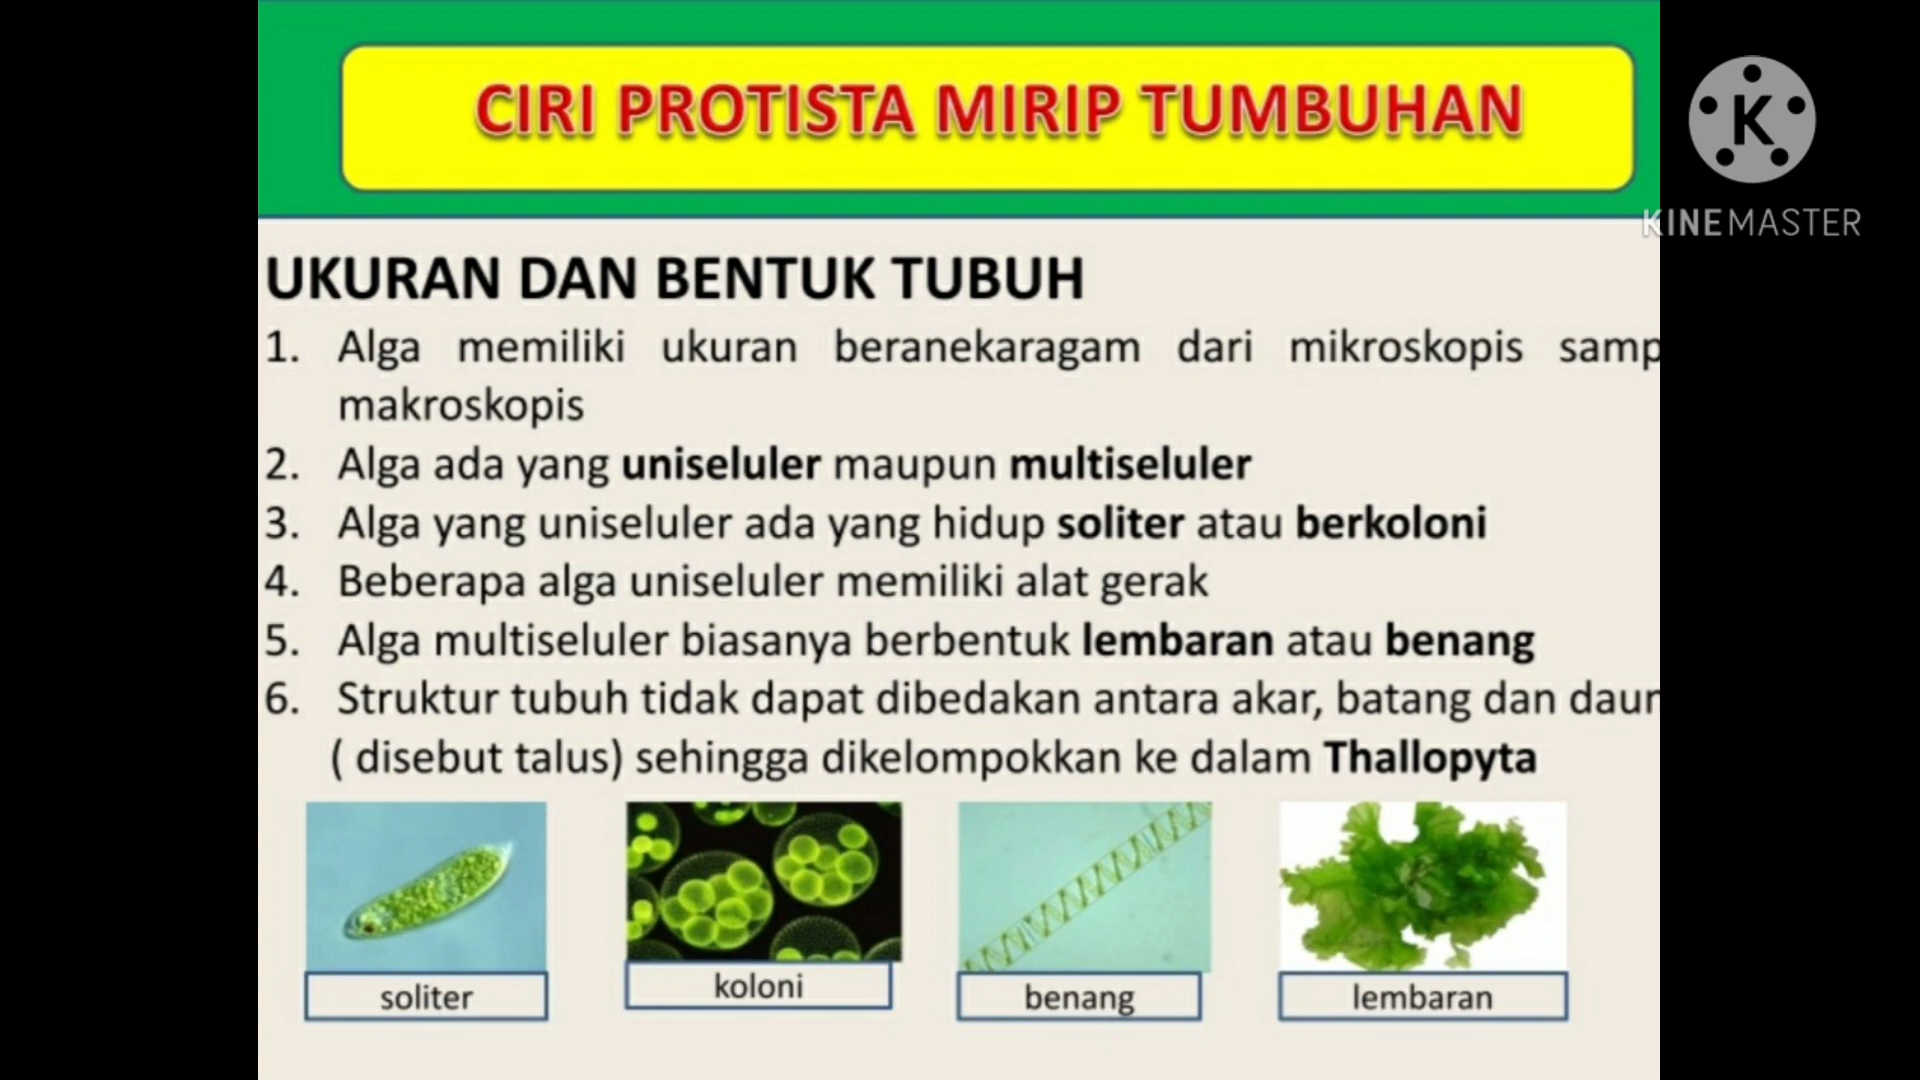 CIRI PROTISTA MIRIP TUMBUHAN
K
KINEMASTER
UKURAN DAN BENTUK TUBUH
1. Alga memiliki ukuran beranekaragam dari mikroskopis samp
makroskopis
2. Alga ada yang uniseluler maupun multiseluler
3. Alga yang uniseluler ada yang hidup soliter atau berkoloni
4. Beberapa alga uniseluler memiliki alat gerak
5. Alga multiseluler biasanya berbentuk lembaran atau benang
6. Struktur tubuh tidak dapat dibedakan antara akar, batang dan daun
( disebut talus) sehingga dikelompokkan ke dalam Thallopyta
soliter
koloni
benang
lembaran